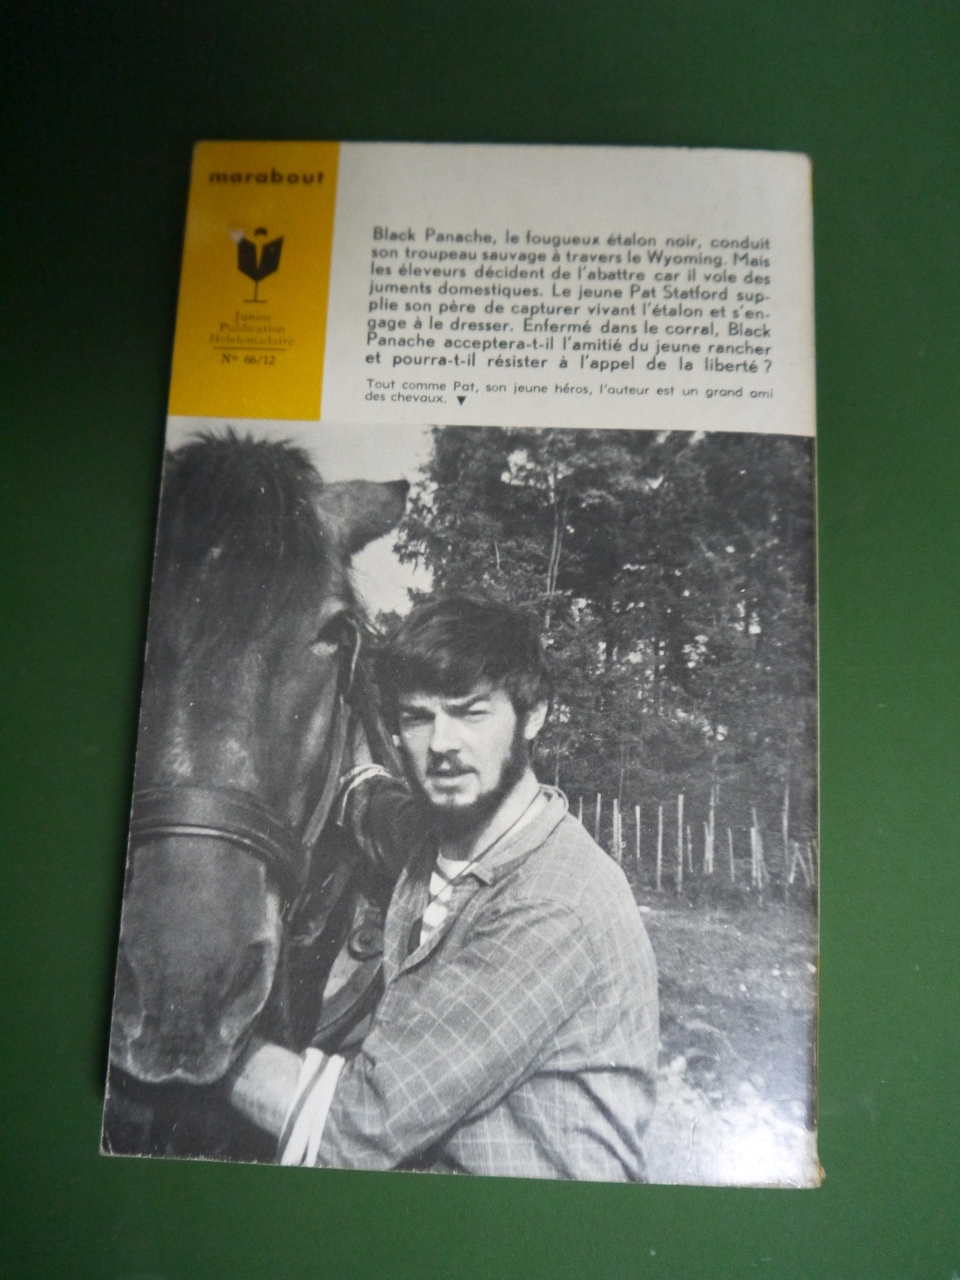 marabout
Junior
Publication
Hebdomadaire
N° 66/12
Black Panache, le fougueux étalon noir, conduit
son troupeau sauvage à travers le Wyoming. Mais
les éleveurs décident de l'abattre car il vole des
juments domestiques. Le jeune Pat Statford sup-
plie son père de capturer vivant l'étalon et s'en-
gage à le dresser. Enfermé dans le corral, Black
Panache acceptera-t-il l'amitié du jeune rancher
et pourra-t-il résister à l'appel de la liberté ?
Tout comme Pat, son jeune héros, l'auteur est un grand ami
des chevaux. ▼